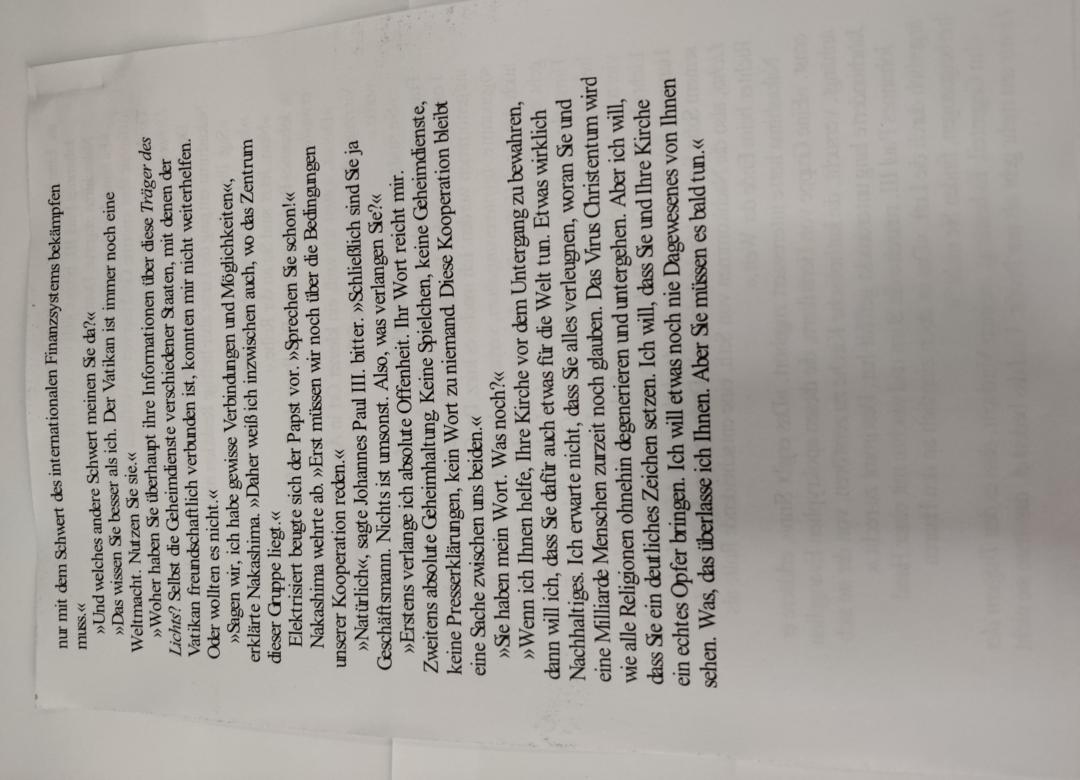 nur mit dem Schwert des internationalen Finanzsystems bekämpfen
muss.«
»Und welches andere Schwert meinen Sie da?«
»Das wissen Sie besser als ich. Der Vatikan ist immer noch eine
Weltmacht. Nutzen Sie sie.«
»Woher haben Sie überhaupt ihre Informationen über diese Träger des
Lichts? Selbst die Geheimdienste verschiedener Staaten, mit denen der
Vatikan freundschaftlich verbunden ist, konnten mir nicht weiterhelfen.
Oder wollten es nicht.«
»Sagen wir, ich habe gewisse Verbindungen und Möglichkeiten«,
erklärte Nakashima. »Daher weiß ich inzwischen auch, wo das Zentrum
dieser Gruppe liegt.«
Elektrisiert beugte sich der Papst vor. »Sprechen Sie schon!«
Nakashima wehrte ab. »Erst müssen wir noch über die Bedingungen
unserer Kooperation reden.«
»Natürlich«, sagte Johannes Paul III. bitter. »Schließlich sind Sie ja
Geschäftsmann. Nichts ist umsonst. Also, was verlangen Sie?«
»Erstens verlange ich absolute Offenheit. Ihr Wort reicht mir.
Zweitens absolute Geheimhaltung. Keine Spielchen, keine Geheimdienste,
keine Presserklärungen, kein Wort zu niemand. Diese Kooperation bleibt
eine Sache zwischen uns beiden.«
»Sie haben mein Wort. Was noch?«
»Wenn ich Ihnen helfe, Ihre Kirche vor dem Untergang zu bewahren,
dann will ich, dass Sie dafür auch etwas für die Welt tun. Etwas wirklich
Nachhaltiges. Ich erwarte nicht, dass Sie alles verleugnen, woran Sie und
eine Milliarde Menschen zurzeit noch glauben. Das Virus Christentum wird
wie alle Religionen ohnehin degenerieren und untergehen. Aber ich will,
dass Sie ein deutliches Zeichen setzen. Ich will, dass Sie und Ihre Kirche
ein echtes Opfer bringen. Ich will etwas noch nie Dagewesenes von Ihnen
sehen. Was, das überlasse ich Ihnen. Aber Sie müssen es bald tun.«